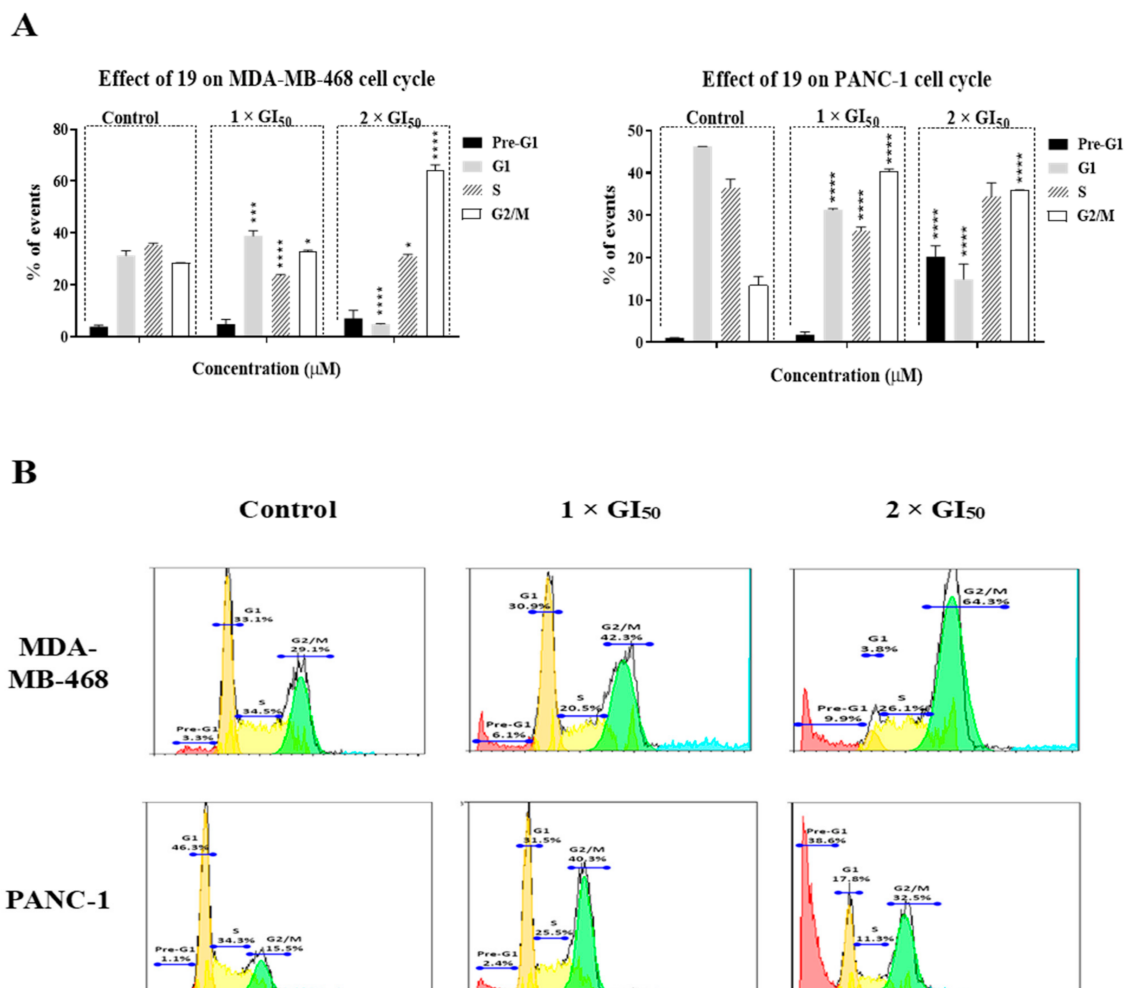 A
Effect of 19 on MDA-MB-468 cell cycle
Control
1 × GI50
2 × GI50
80
60
40
20
0
% of events
***
****
*
****
*
****
Pre-G1
G1
S
G2/M
Concentration (μM)
Effect of 19 on PANC-1 cell cycle
Control
1 × GI50
2 × GI50
50
40
30
20
10
0
% of events
****
****
****
****
****
****
Pre-G1
G1
S
G2/M
Concentration (μM)
B
Control
1 × GI50
2 × GI50
MDA-
MB-468
G1
33.1%
G2/M
29.1%
S
34.5%
Pre-G1
3.3%
G1
30.9%
G2/M
42.3%
S
20.5%
Pre-G1
6.1%
G2/M
64.3%
G1
3.8%
S
26.1%
Pre-G1
9.9%
PANC-1
G1
46.3%
S
34.3%
G2/M
15.5%
Pre-G1
1.1%
G1
31.5%
G2/M
40.3%
S
25.5%
Pre-G1
2.4%
Pre-G1
38.6%
G1
17.8%
G2/M
32.5%
S
11.3%